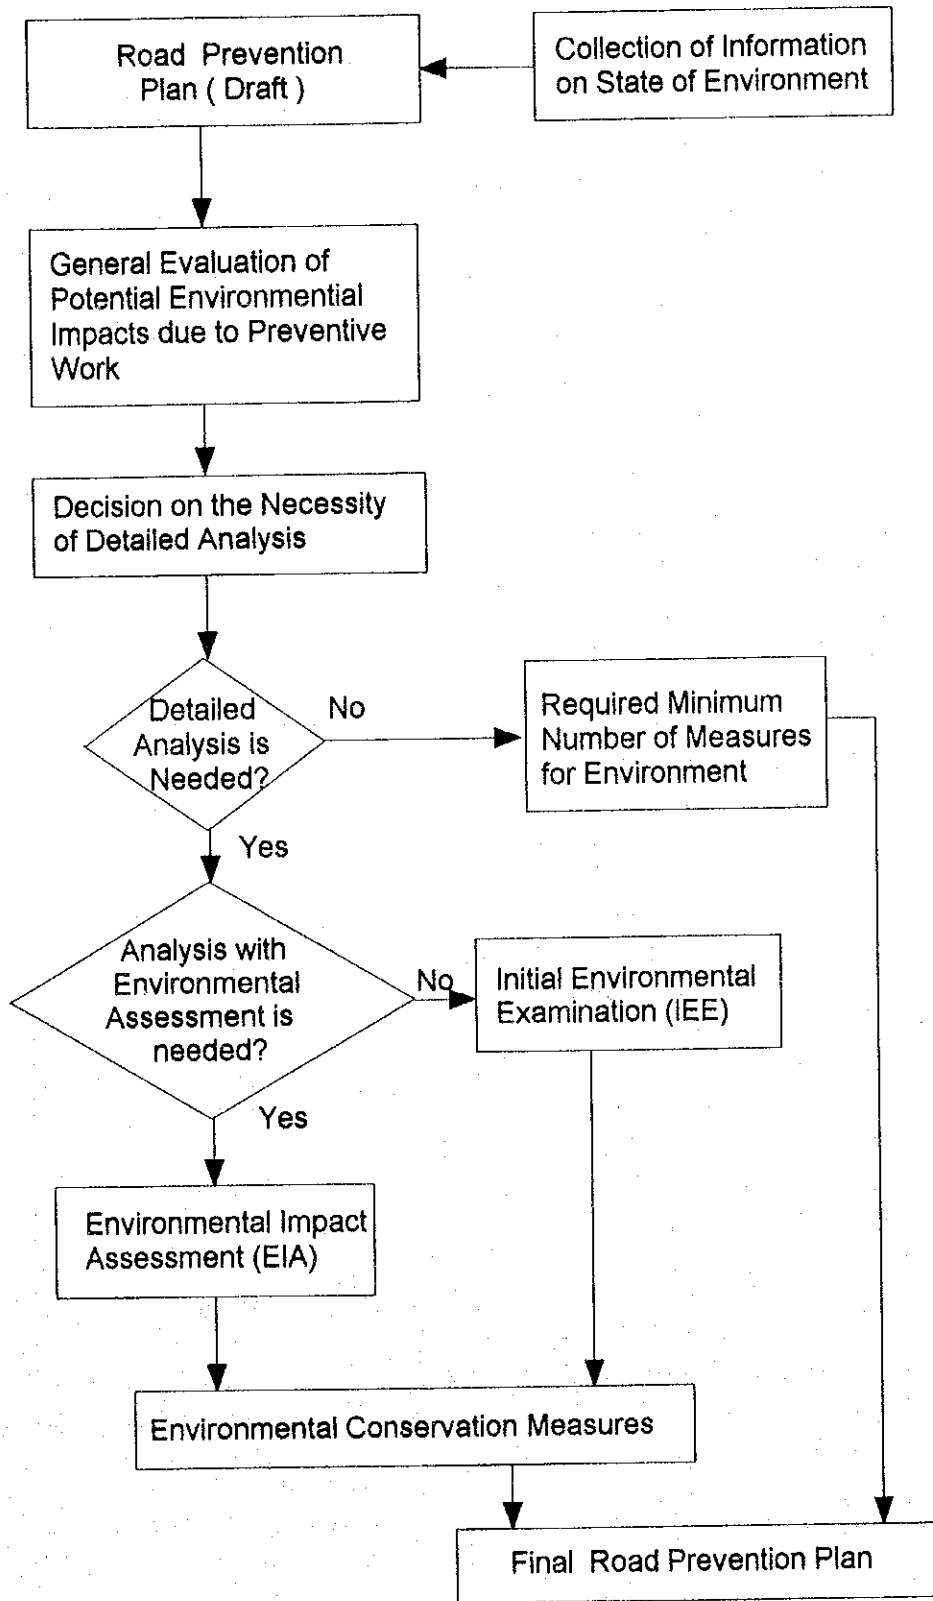 Road Prevention
Plan ( Draft )
Collection of Information
on State of Environment
General Evaluation of
Potential Environmential
Impacts due to Preventive
Work
Decision on the Necessity
of Detailed Analysis
Detailed
Analysis is
Needed?
No
Required Minimum
Number of Measures
for Environment
Yes
Analysis with
Environmental
Assessment is
needed?
No
Initial Environmental
Examination (IEE)
Yes
Environmental Impact
Assessment (EIA)
Environmental Conservation Measures
Final Road Prevention Plan